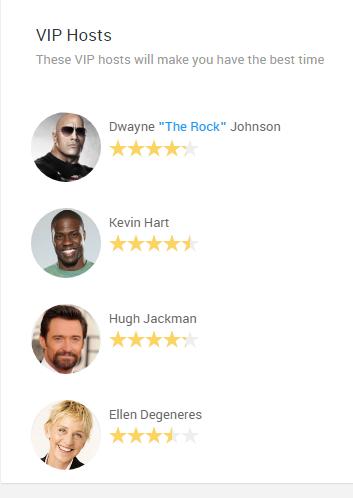 VIP Hosts
These VIP hosts will make you have the best time
Dwayne "The Rock" Johnson
Kevin Hart
Hugh Jackman
Ellen Degeneres